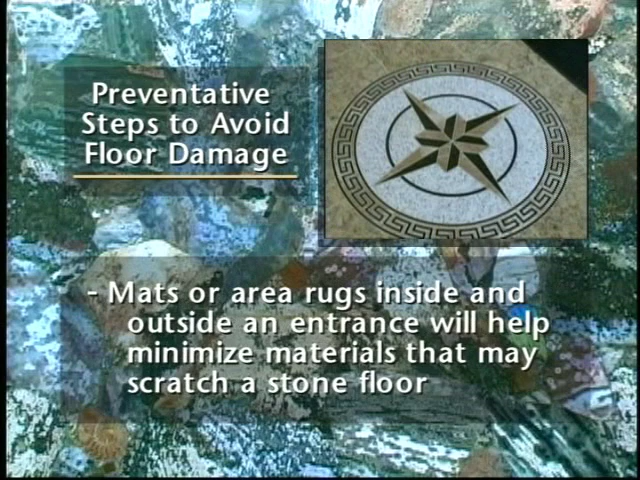 Preventative
Steps to Avoid
Floor Damage
- Mats or area rugs inside and
outside an entrance will help
minimize materials that may
scratch a stone floor